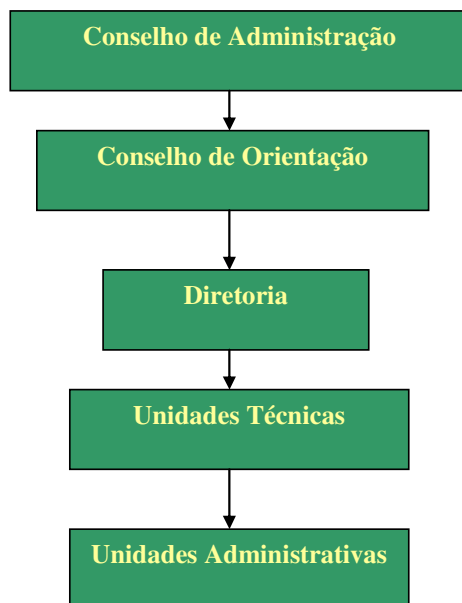 Conselho de Administração
Conselho de Orientação
Diretoria
Unidades Técnicas
Unidades Administrativas